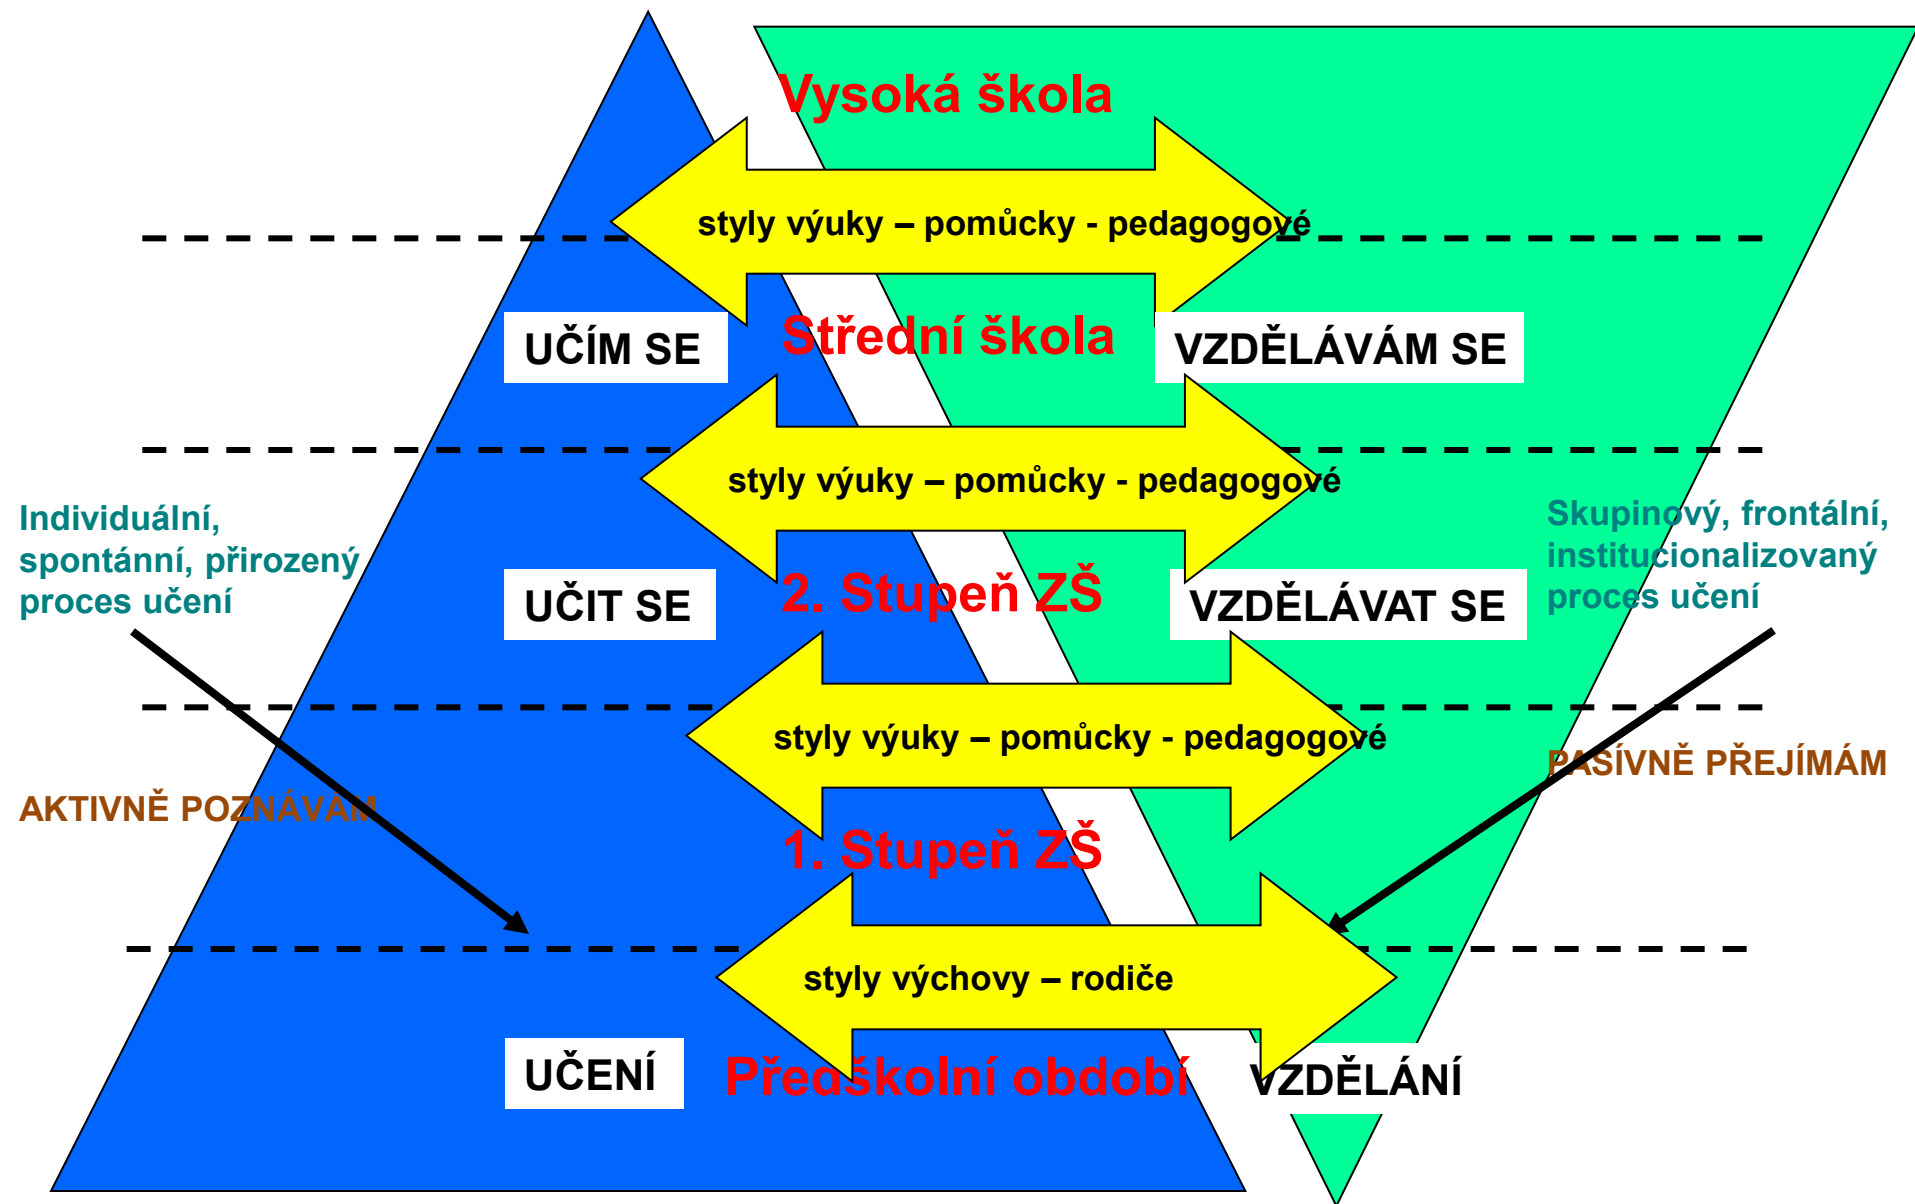 Vysoká škola
styly výuky – pomůcky - pedagogové
UČÍM SE
Střední škola
VZDĚLÁVÁM SE
styly výuky – pomůcky - pedagogové
Individuální,
spontánní, přirozený
proces učení
Skupinový, frontální,
institucionalizovaný
proces učení
UČIT SE
2. Stupeň ZŠ
VZDĚLÁVAT SE
styly výuky – pomůcky - pedagogové
AKTIVNĚ POZNÁVÁM
PASÍVNĚ PŘEJÍMÁM
1. Stupeň ZŠ
styly výchovy – rodiče
UČENÍ
Předškolní období
VZDĚLÁNÍ